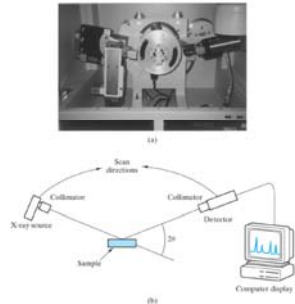 (a)
Scan
directions
Collimator
Collimator
X-ray source
Detector
2θ
Sample
Computer display
(b)